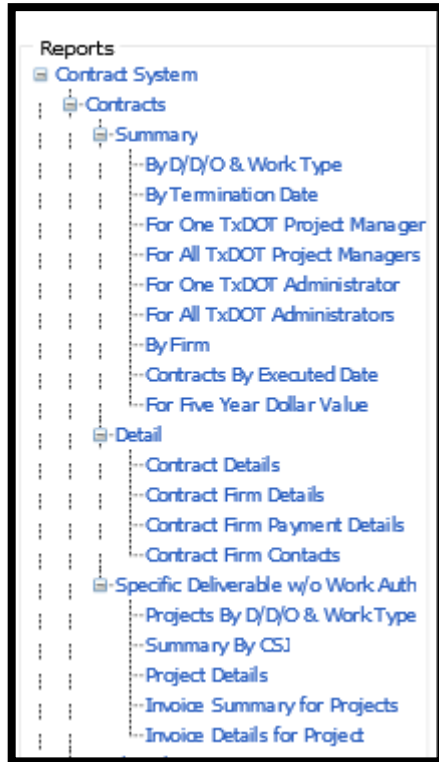 Reports
Contract System
Contracts
Summary
By D/D/O & Work Type
By Termination Date
For One TxDOT Project Manager
For All TxDOT Project Managers
For One TxDOT Administrator
For All TxDOT Administrators
By Firm
Contracts By Executed Date
For Five Year Dollar Value
Detail
Contract Details
Contract Firm Details
Contract Firm Payment Details
Contract Firm Contacts
Specific Deliverable w/o Work Auth
Projects By D/D/O & Work Type
Summary By CSJ
Project Details
Invoice Summary for Projects
Invoice Details for Project